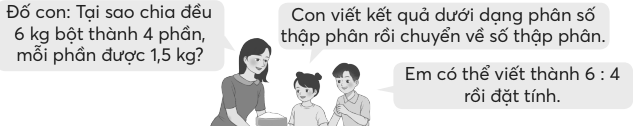 Đố con: Tại sao chia đều
6 kg bột thành 4 phần,
mỗi phần được 1,5 kg?
Con viết kết quả dưới dạng phân số
thập phân rồi chuyển về số thập phân.
Em có thể viết thành 6 : 4
rồi đặt tính.